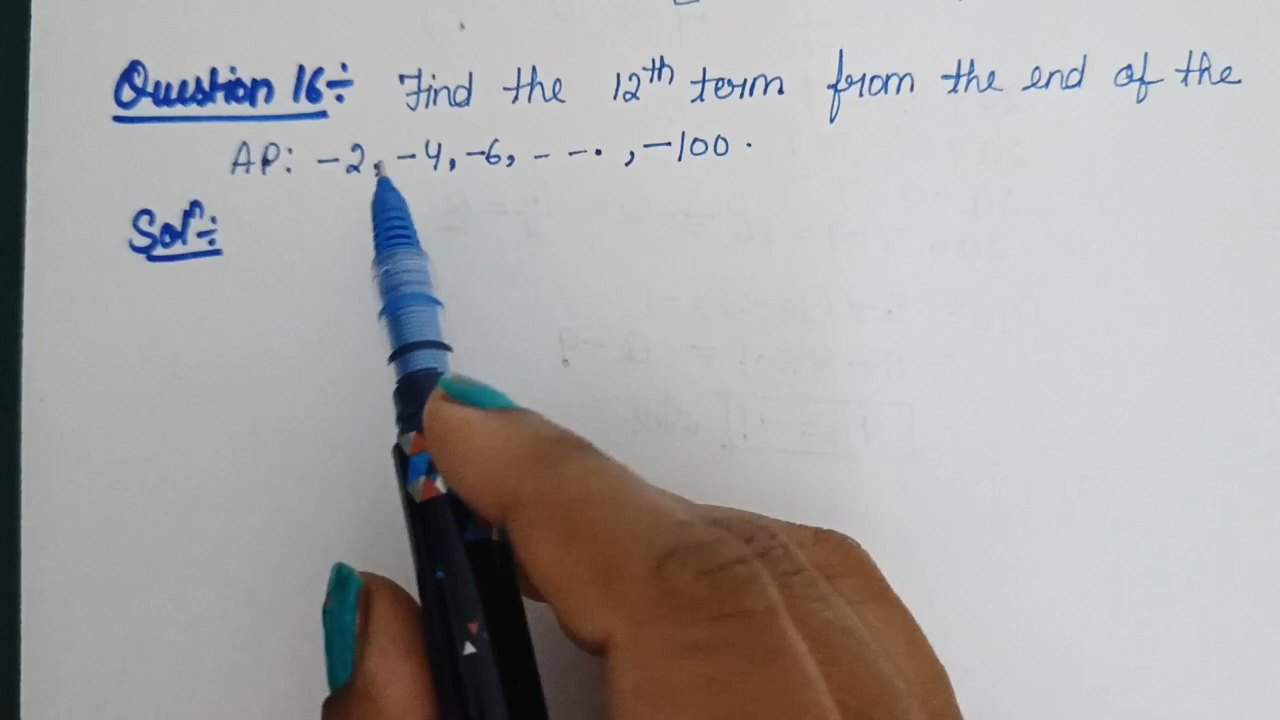 Question 16÷ Find the 12th term from the end of the
AP: -2, -4, -6, - - -. , -100.
Solⁿ÷